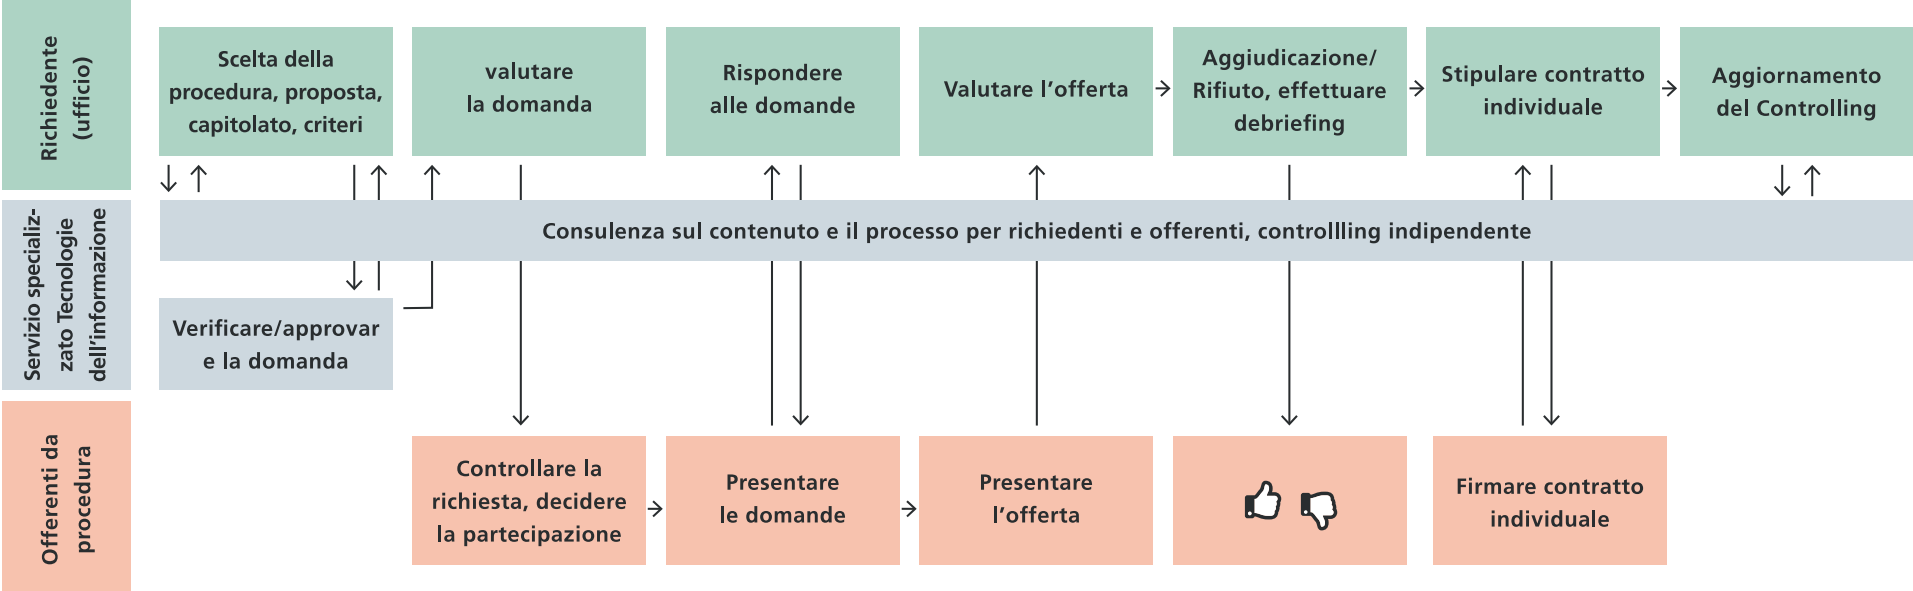 Richiedente
(ufficio)
Scelta della
procedura, proposta,
capitolato, criteri
valutare
la domanda
Rispondere
alle domande
Valutare l’offerta
Aggiudicazione/
Rifiuto, effettuare
debriefing
Stipulare contratto
individuale
Aggiornamento
del Controlling
Servizio specializ-
zato Tecnologie
dell’informazione
Consulenza sul contenuto e il processo per richiedenti e offerenti, controllling indipendente
Verificare/approvar
e la domanda
Offerenti da
procedura
Controllare la
richiesta, decidere
la partecipazione
Presentare
le domande
Presentare
l’offerta
Firmare contratto
individuale